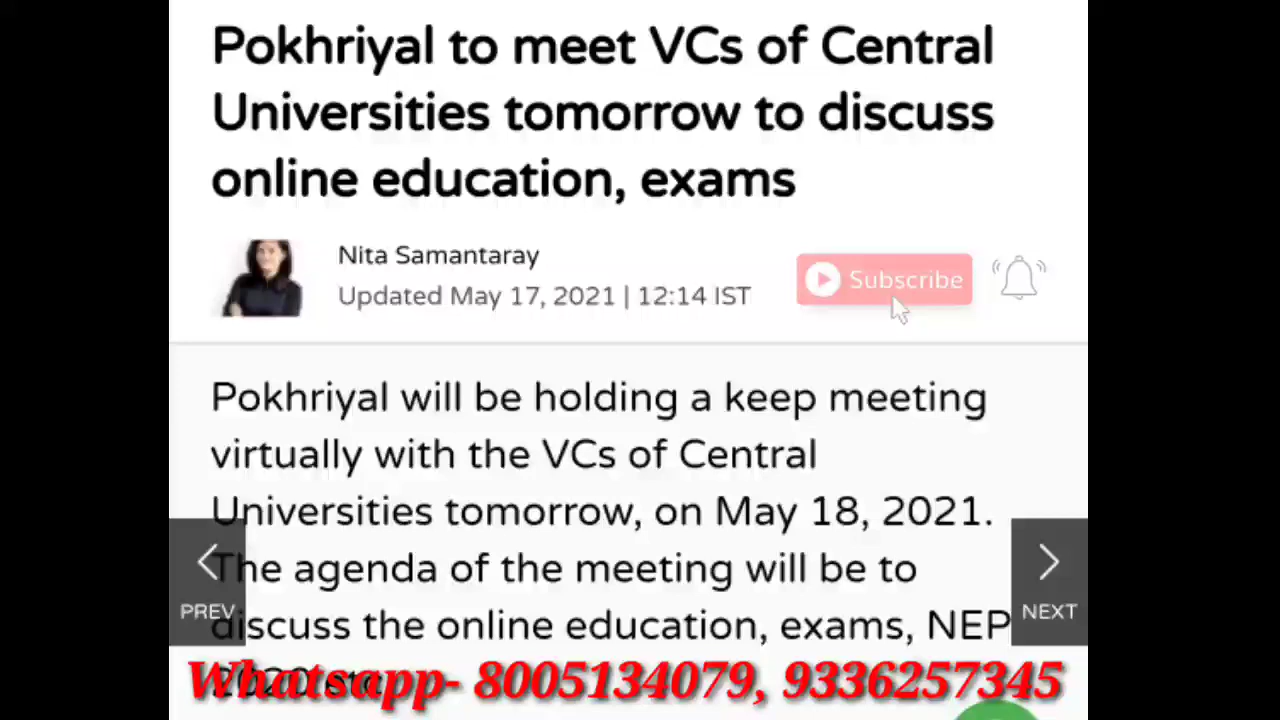 Pokhriyal to meet VCs of Central
Universities tomorrow to discuss
online education, exams
Nita Samantaray
Updated May 17, 2021 | 12:14 IST
Subscribe
Pokhriyal will be holding a keep meeting
virtually with the VCs of Central
Universities tomorrow, on May 18, 2021.
The agenda of the meeting will be to
PREV
NEXT
discuss the online education, exams, NEP
Whatsapp- 8005134079, 9336257345